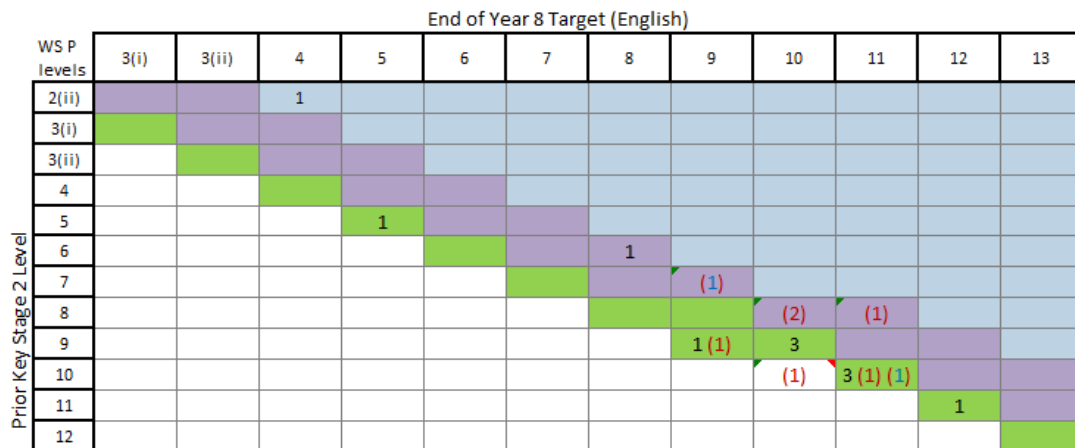 End of Year 8 Target (English)
WS P levels 3(i) 3(ii) 4 5 6 7 8 9 10 11 12 13
2(ii) 1
3(i)
3(ii)
4
5 1
6 1
7 (1)
8 (2) (1)
9 1 (1) 3
10 (1) 3 (1) (1)
11 1
12
Prior Key Stage 2 Level